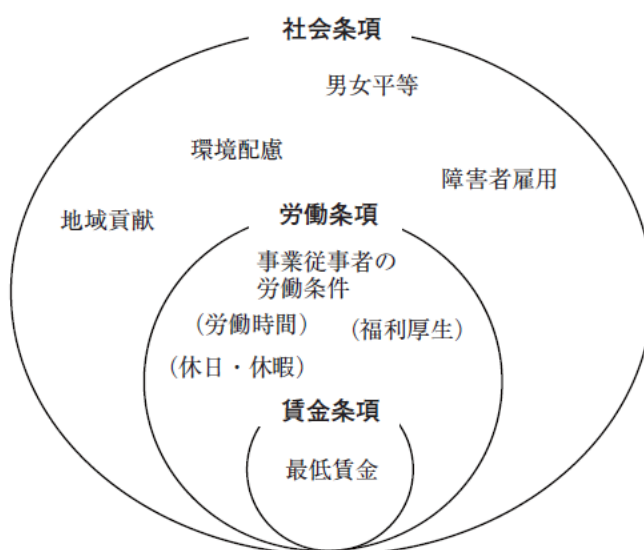 社会条項
男女平等
環境配慮
障害者雇用
地域貢献
労働条項
事業従事者の
労働条件
(労働時間)
(福利厚生)
(休日・休暇)
賃金条項
最低賃金